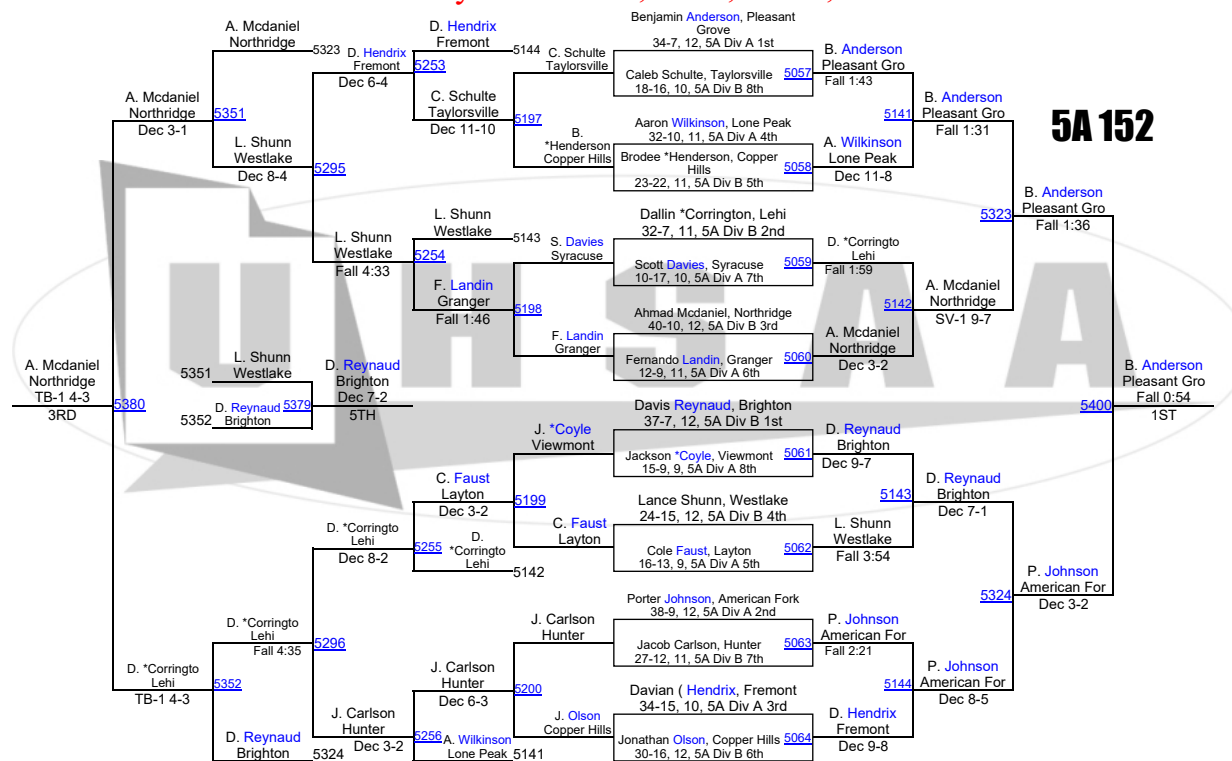 A. Mcdaniel
Northridge
5323
D. Hendrix
Fremont
Dec 6-4
D. Hendrix
Fremont
5144
5253
C. Schulte
Taylorsville
Dec 11-10
C. Schulte
Taylorsville
5197
B.
*Henderson
Copper Hills
Benjamin Anderson, Pleasant
Grove
34-7, 12, 5A Div A 1st
Caleb Schulte, Taylorsville
18-16, 10, 5A Div B 8th
5057
B. Anderson
Pleasant Gro
Fall 1:43
Aaron Wilkinson, Lone Peak
32-10, 11, 5A Div A 4th
Brodee *Henderson, Copper
Hills
23-22, 11, 5A Div B 5th
5058
A. Wilkinson
Lone Peak
Dec 11-8
5141
B. Anderson
Pleasant Gro
Fall 1:31
5A 152
A. Mcdaniel
Northridge
Dec 3-1
5351
L. Shunn
Westlake
Dec 8-4
5295
L. Shunn
Westlake
Fall 4:33
L. Shunn
Westlake
5143
5254
F. Landin
Granger
Fall 1:46
S. Davies
Syracuse
5198
F. Landin
Granger
Dallin *Corrington, Lehi
32-7, 11, 5A Div B 2nd
Scott Davies, Syracuse
10-17, 10, 5A Div A 7th
5059
D. *Corringto
Lehi
Fall 1:59
Ahmad Mcdaniel, Northridge
40-10, 12, 5A Div B 3rd
Fernando Landin, Granger
12-9, 11, 5A Div A 6th
5060
A. Mcdaniel
Northridge
Dec 3-2
5142
A. Mcdaniel
Northridge
SV-1 9-7
5323
B. Anderson
Pleasant Gro
Fall 1:36
UHSAA
A. Mcdaniel
Northridge
TB-1 4-3
3RD
5380
5351
L. Shunn
Westlake
5352
D. Reynaud
Brighton
5379
D. Reynaud
Brighton
Dec 7-2
5TH
5400
B. Anderson
Pleasant Gro
Fall 0:54
1ST
J. *Coyle
Viewmont
5199
C. Faust
Layton
Dec 3-2
C. Faust
Layton
Davis Reynaud, Brighton
37-7, 12, 5A Div B 1st
Jackson *Coyle, Viewmont
15-9, 9, 5A Div A 8th
5061
D. Reynaud
Brighton
Dec 9-7
Lance Shunn, Westlake
24-15, 12, 5A Div B 4th
Cole Faust, Layton
16-13, 9, 5A Div A 5th
5062
L. Shunn
Westlake
Fall 3:54
5143
D. Reynaud
Brighton
Dec 7-1
D. *Corringto
Lehi
Dec 8-2
5255
D.
*Corringto
Lehi
5142
5296
D. *Corringto
Lehi
Fall 4:35
5352
D. *Corringto
Lehi
TB-1 4-3
D. Reynaud
Brighton
5324
J. Carlson
Hunter
Dec 3-2
J. Carlson
Hunter
Dec 6-3
5256
A. Wilkinson
Lone Peak
5141
J. Carlson
Hunter
5200
J. Olson
Copper Hills
Porter Johnson, American Fork
38-9, 12, 5A Div A 2nd
Jacob Carlson, Hunter
27-12, 11, 5A Div B 7th
5063
P. Johnson
American For
Fall 2:21
Davian ( Hendrix, Fremont
34-15, 10, 5A Div A 3rd
Jonathan Olson, Copper Hills
30-16, 12, 5A Div B 6th
5064
D. Hendrix
Fremont
Dec 9-8
5144
P. Johnson
American For
Dec 8-5
5324
P. Johnson
American For
Dec 3-2